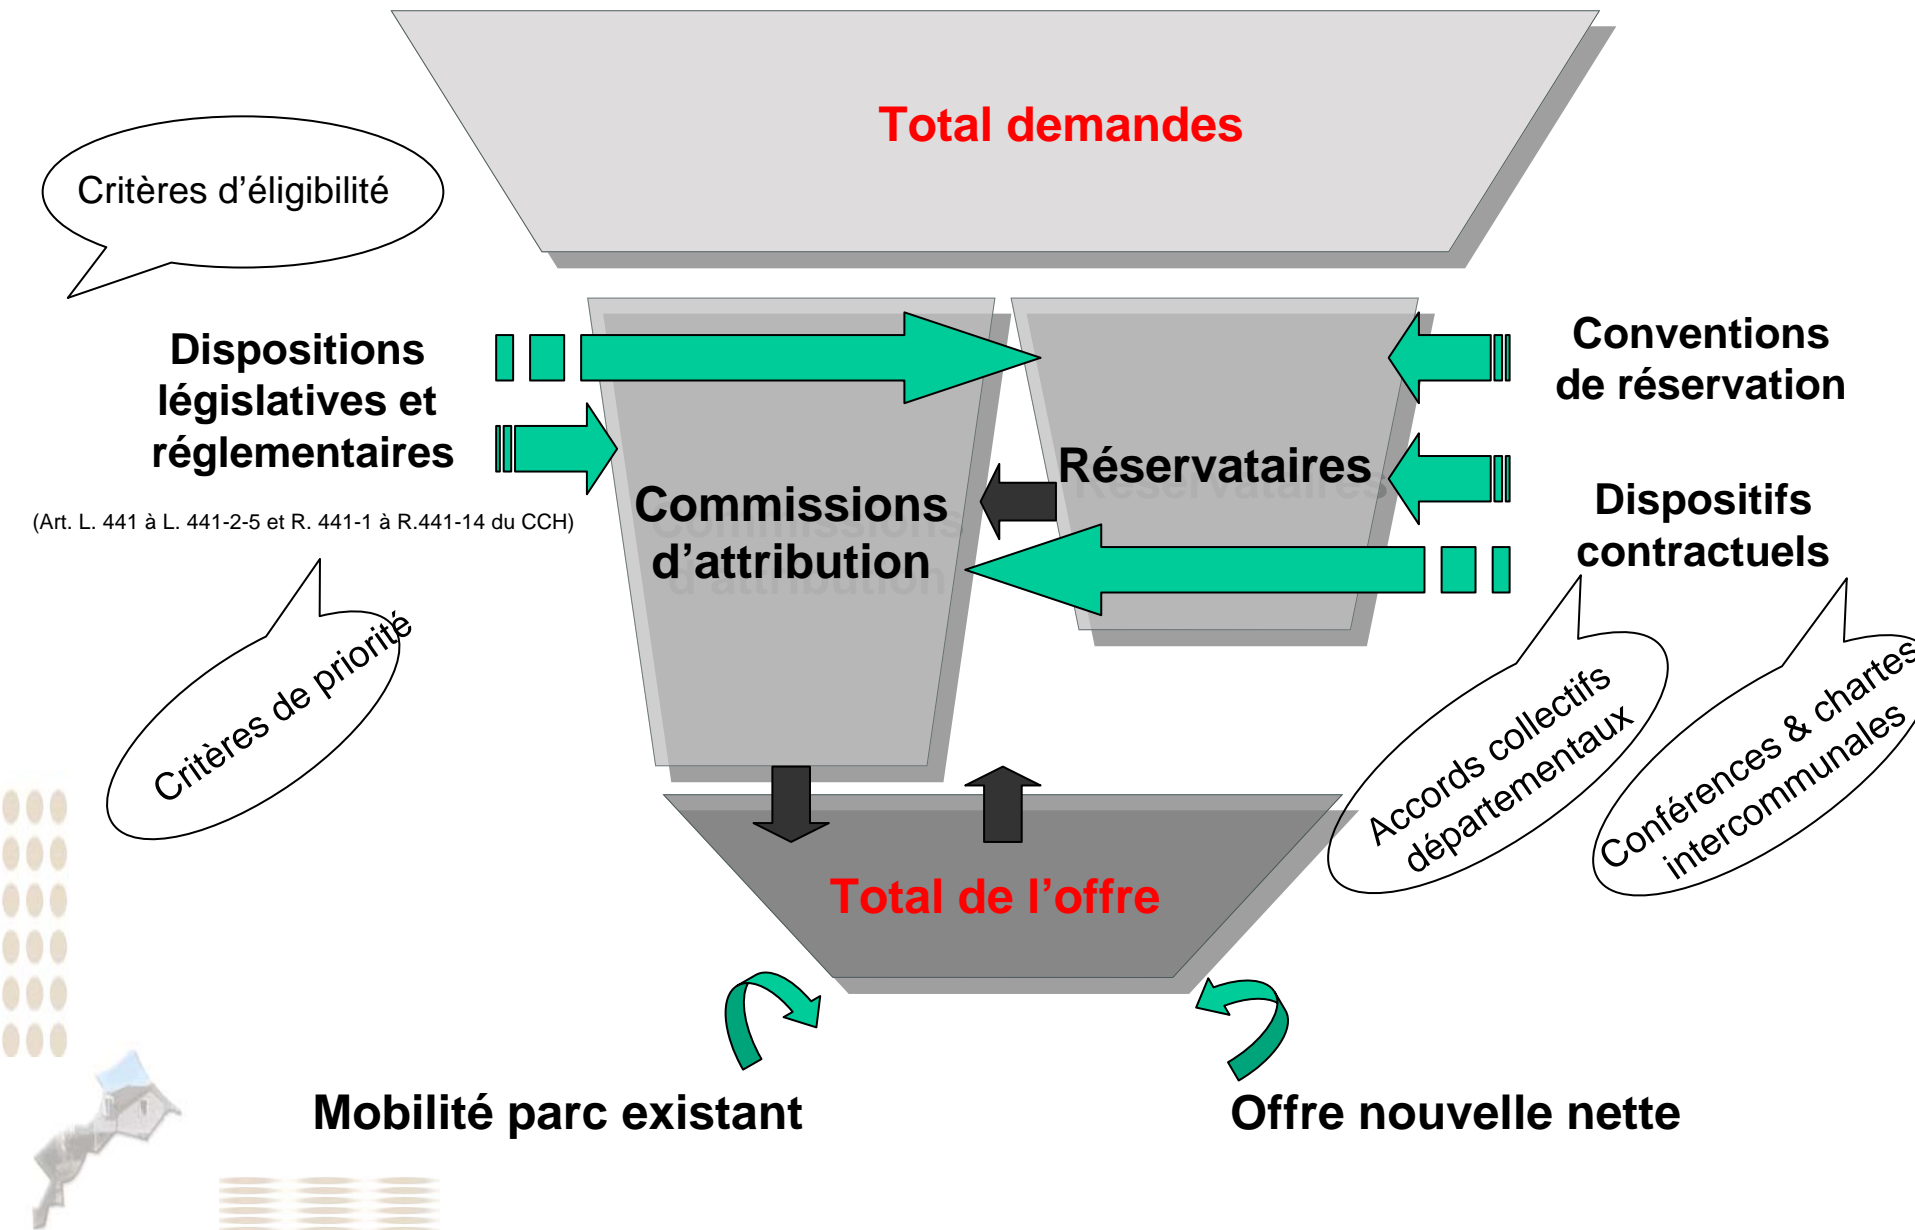 Total demandes
Critères d’éligibilité
Dispositions
législatives et
réglementaires
(Art. L. 441 à L. 441-2-5 et R. 441-1 à R.441-14 du CCH)
Critères de priorité
Commissions
d’attribution
Réservataires
Conventions
de réservation
Dispositifs
contractuels
Accords collectifs
départementaux
Conférences & chartes
intercommunales
Total de l’offre
Mobilité parc existant
Offre nouvelle nette